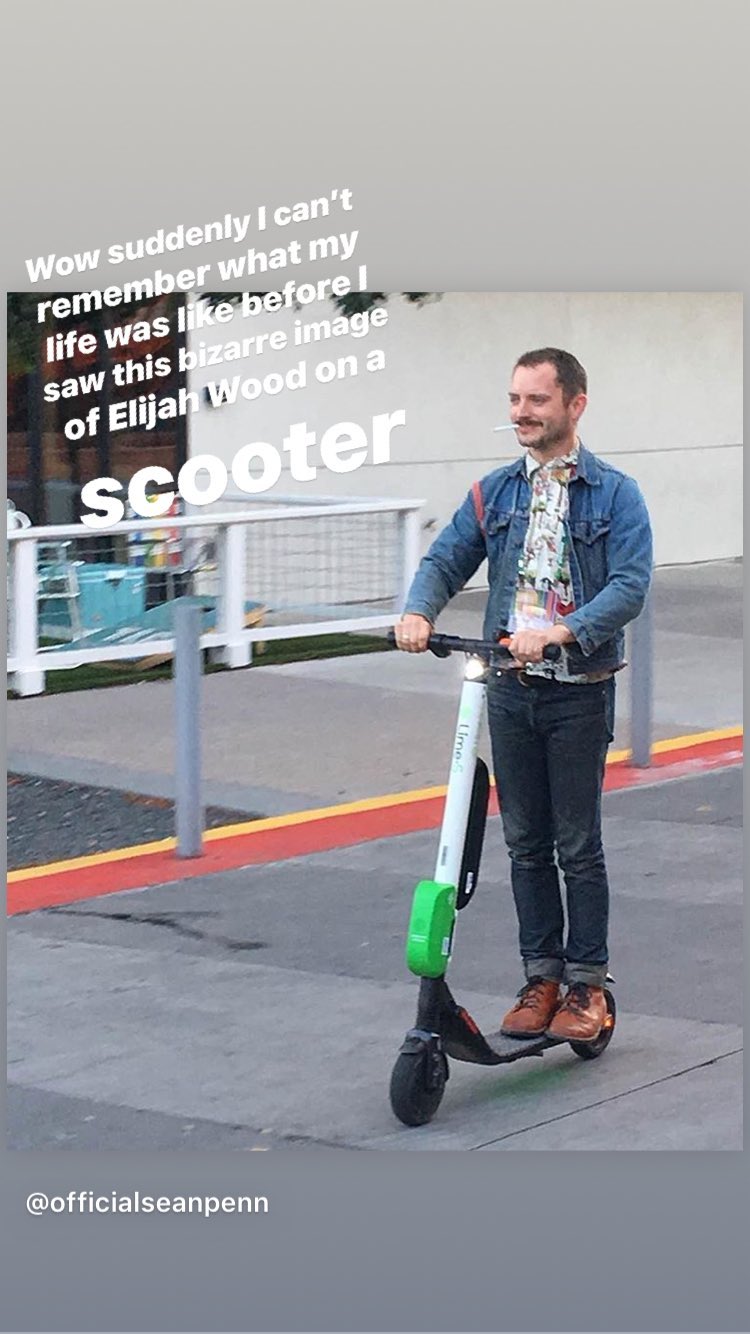 Wow suddenly I can't
remember what my
life was like before I
saw this bizarre image
of Elijah Wood on a
scooter
Lime-S
@officialseanpenn